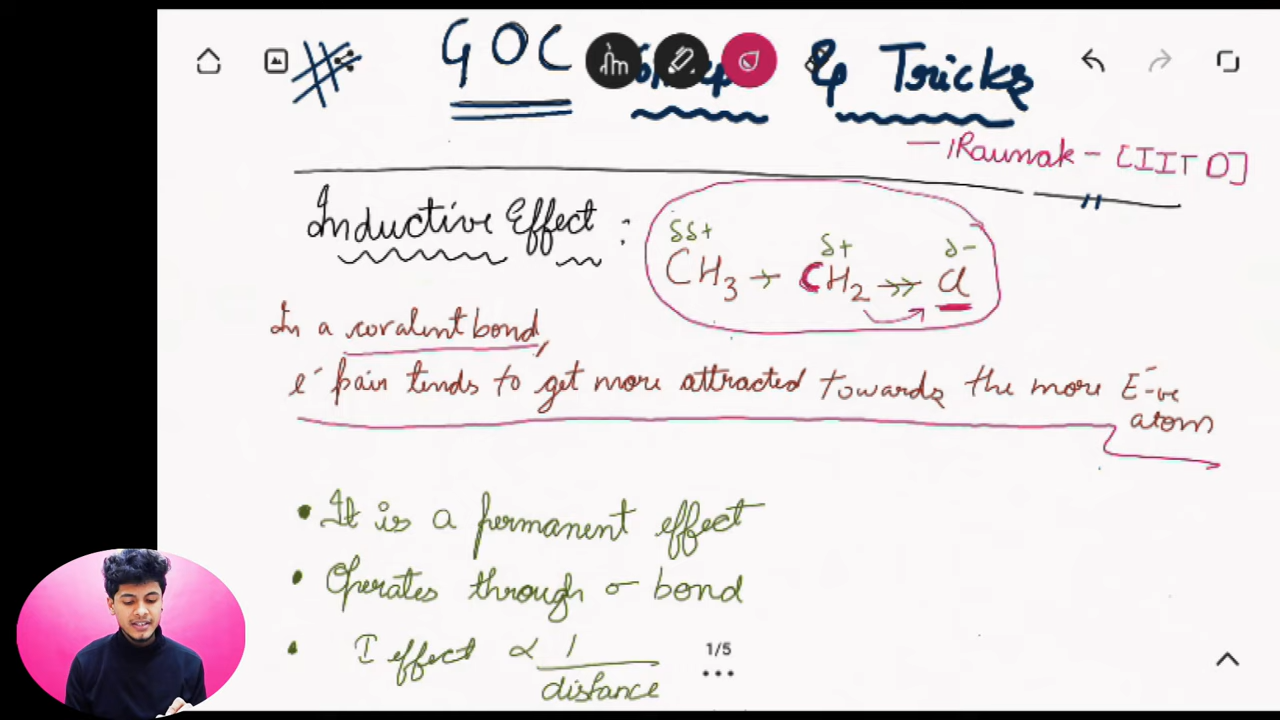 # GOC & Tricks
— Raunak - [IIT D]
Inductive Effect :
δδ+ δ+ δ-
CH3 → CH2 →→ Cl
In a covalent bond,
e- pair tends to get more attracted towards the more E-ve
atom
• It is a permanent effect
• Operates through σ bond
• I effect ∝ 1
distance
1/5